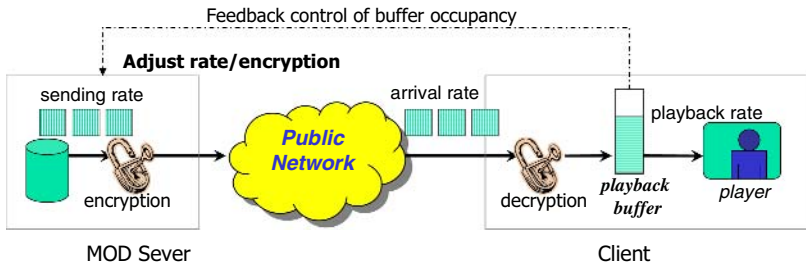 Feedback control of buffer occupancy
Adjust rate/encryption
sending rate
arrival rate
playback rate
Public
Network
encryption
decryption
playback
buffer
player
MOD Sever
Client